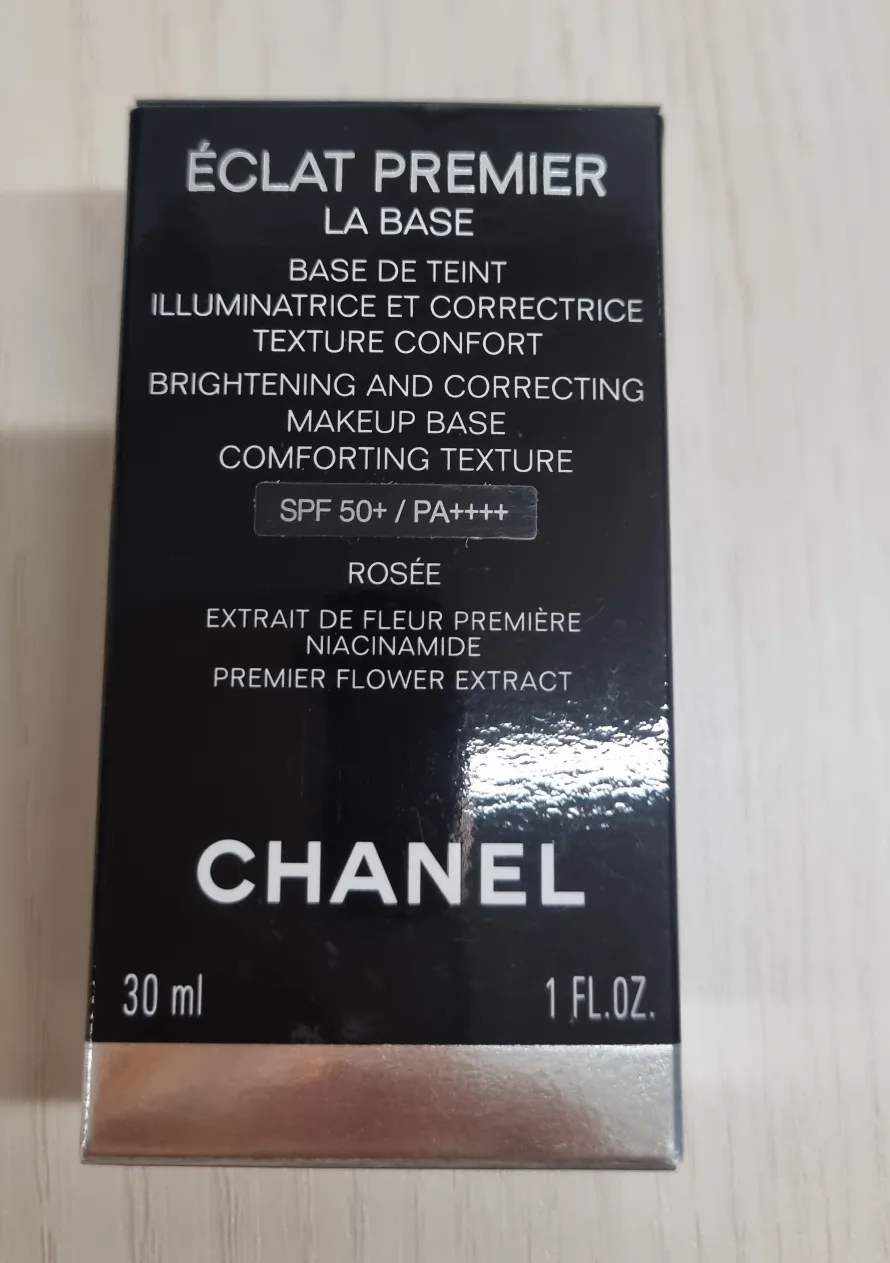 ÉCLAT PREMIER
LA BASE
BASE DE TEINT
ILLUMINATRICE ET CORRECTRICE
TEXTURE CONFORT
BRIGHTENING AND CORRECTING
MAKEUP BASE
COMFORTING TEXTURE
SPF 50+ / PA++++
ROSÉE
EXTRAIT DE FLEUR PREMIÈRE
NIACINAMIDE
PREMIER FLOWER EXTRACT
CHANEL
30 ml 1 FL.OZ.